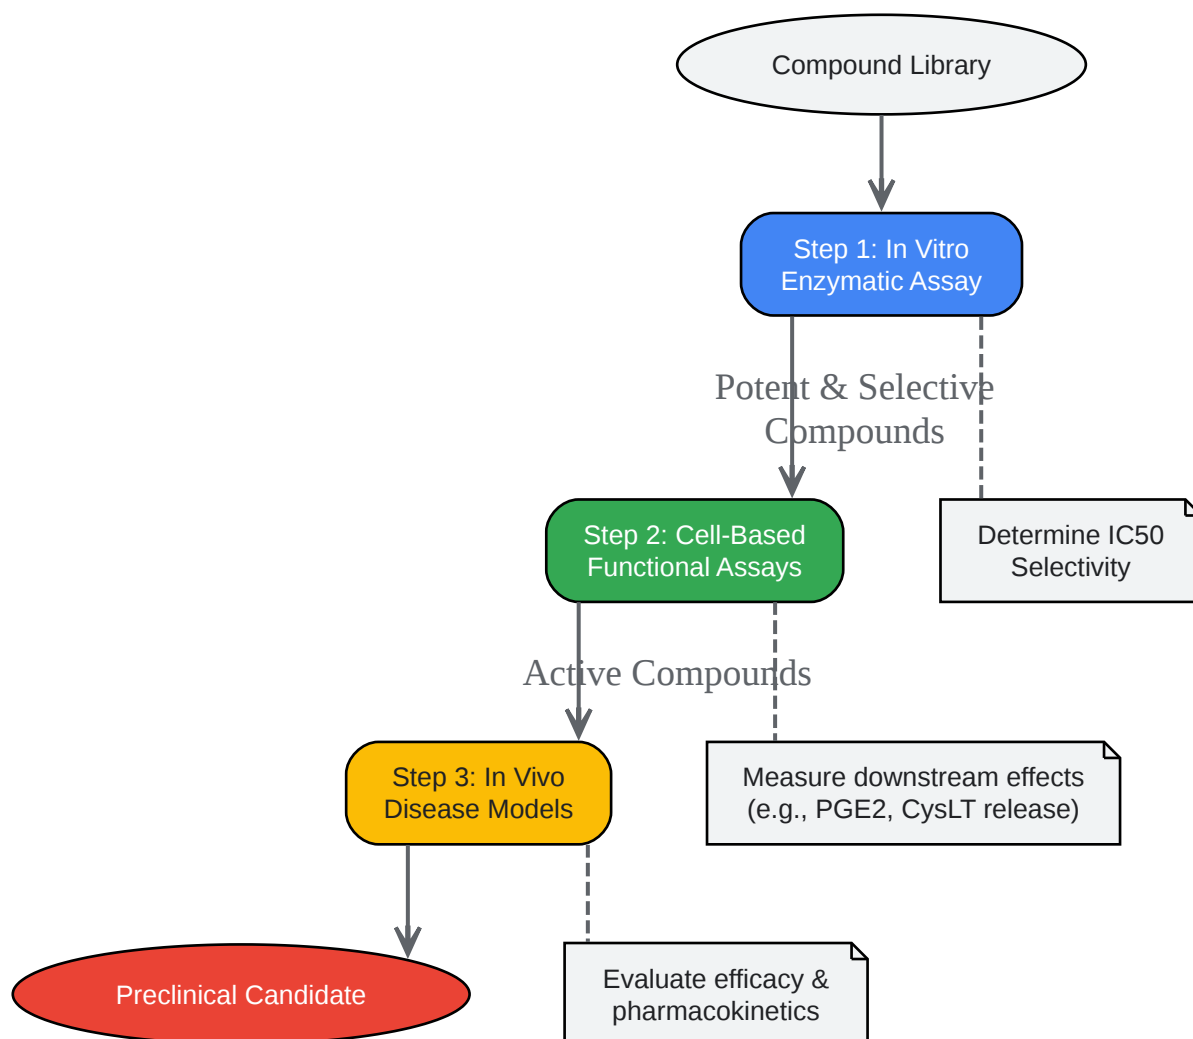 Compound Library
Step 1: In Vitro
Enzymatic Assay
Potent & Selective
Compounds
Step 2: Cell-Based
Functional Assays
Determine IC50
Selectivity
Active Compounds
Step 3: In Vivo
Disease Models
Measure downstream effects
(e.g., PGE2, CysLT release)
Preclinical Candidate
Evaluate efficacy &
pharmacokinetics